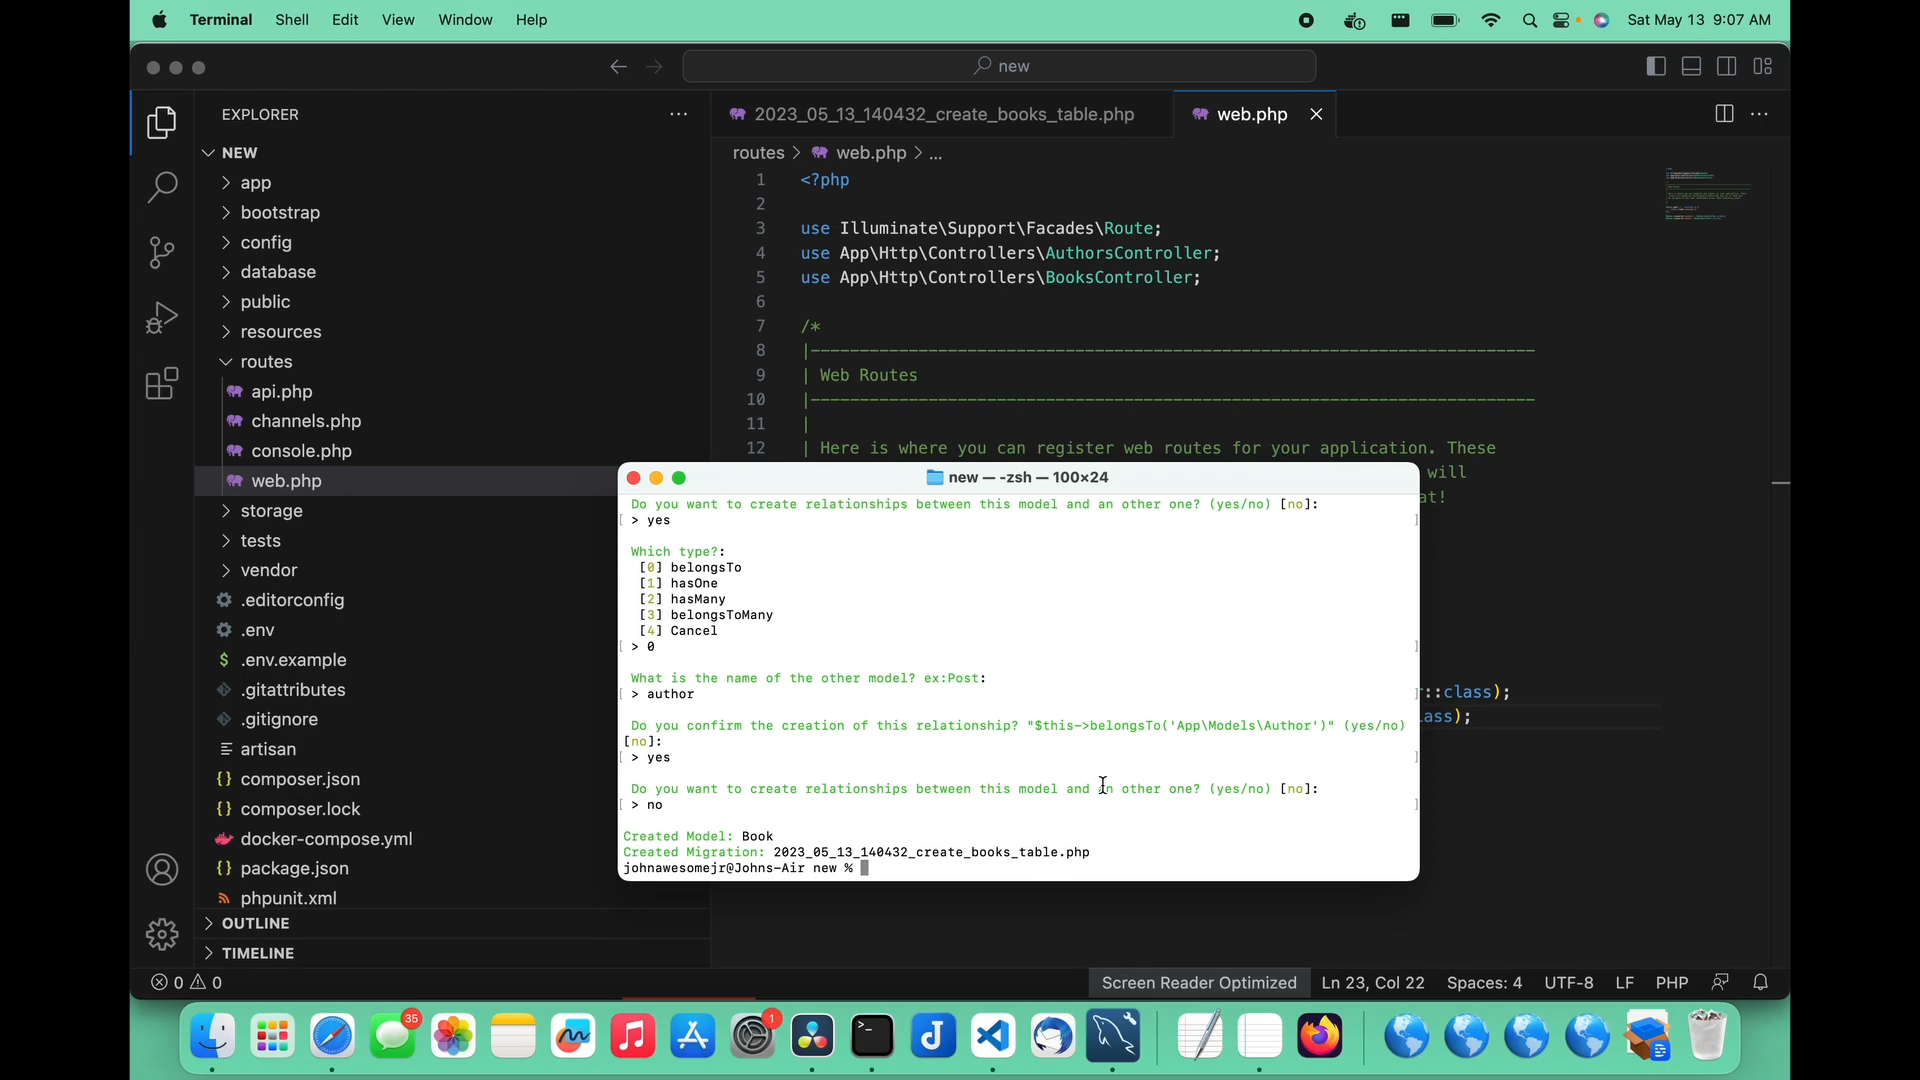 Terminal Shell Edit View Window Help Sat May 13 9:07 AM
new
EXPLORER
NEW
app
bootstrap
config
database
public
resources
routes
api.php
channels.php
console.php
web.php
storage
tests
vendor
.editorconfig
.env
$ .env.example
.gitattributes
.gitignore
artisan
{} composer.json
{} composer.lock
docker-compose.yml
{} package.json
phpunit.xml
OUTLINE
TIMELINE
2023_05_13_140432_create_books_table.php
web.php
routes > web.php > ...
1 <?php
2
3 use Illuminate\Support\Facades\Route;
4 use App\Http\Controllers\AuthorsController;
5 use App\Http\Controllers\BooksController;
6
7 /*
8 |--------------------------------------------------------------------------
9 | Web Routes
10 |--------------------------------------------------------------------------
11 |
12 | Here is where you can register web routes for your application. These
will
at!
r::class);
lass);
new — -zsh — 100×24
Do you want to create relationships between this model and an other one? (yes/no) [no]:
> yes
Which type?:
[0] belongsTo
[1] hasOne
[2] hasMany
[3] belongsToMany
[4] Cancel
> 0
What is the name of the other model? ex:Post:
> author
Do you confirm the creation of this relationship? "$this->belongsTo('App\Models\Author')" (yes/no)
[no]:
> yes
Do you want to create relationships between this model and an other one? (yes/no) [no]:
> no
Created Model: Book
Created Migration: 2023_05_13_140432_create_books_table.php
johnawesomejr@Johns-Air new %
0 0 Screen Reader Optimized Ln 23, Col 22 Spaces: 4 UTF-8 LF PHP
35
1